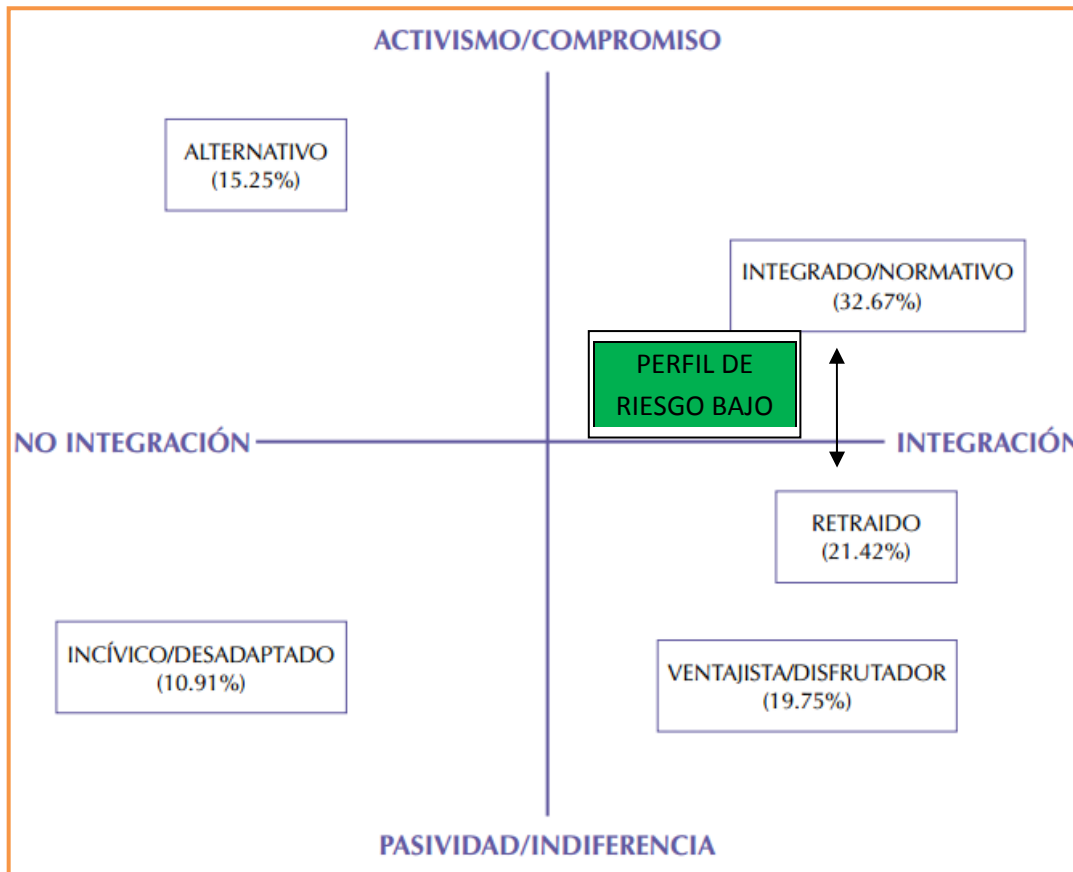 ACTIVISMO/COMPROMISO
ALTERNATIVO
(15.25%)
INTEGRADO/NORMATIVO
(32.67%)
PERFIL DE
RIESGO BAJO
NO INTEGRACIÓN
INTEGRACIÓN
RETRAIDO
(21.42%)
INCÍVICO/DESADAPTADO
(10.91%)
VENTAJISTA/DISFRUTADOR
(19.75%)
PASIVIDAD/INDIFERENCIA